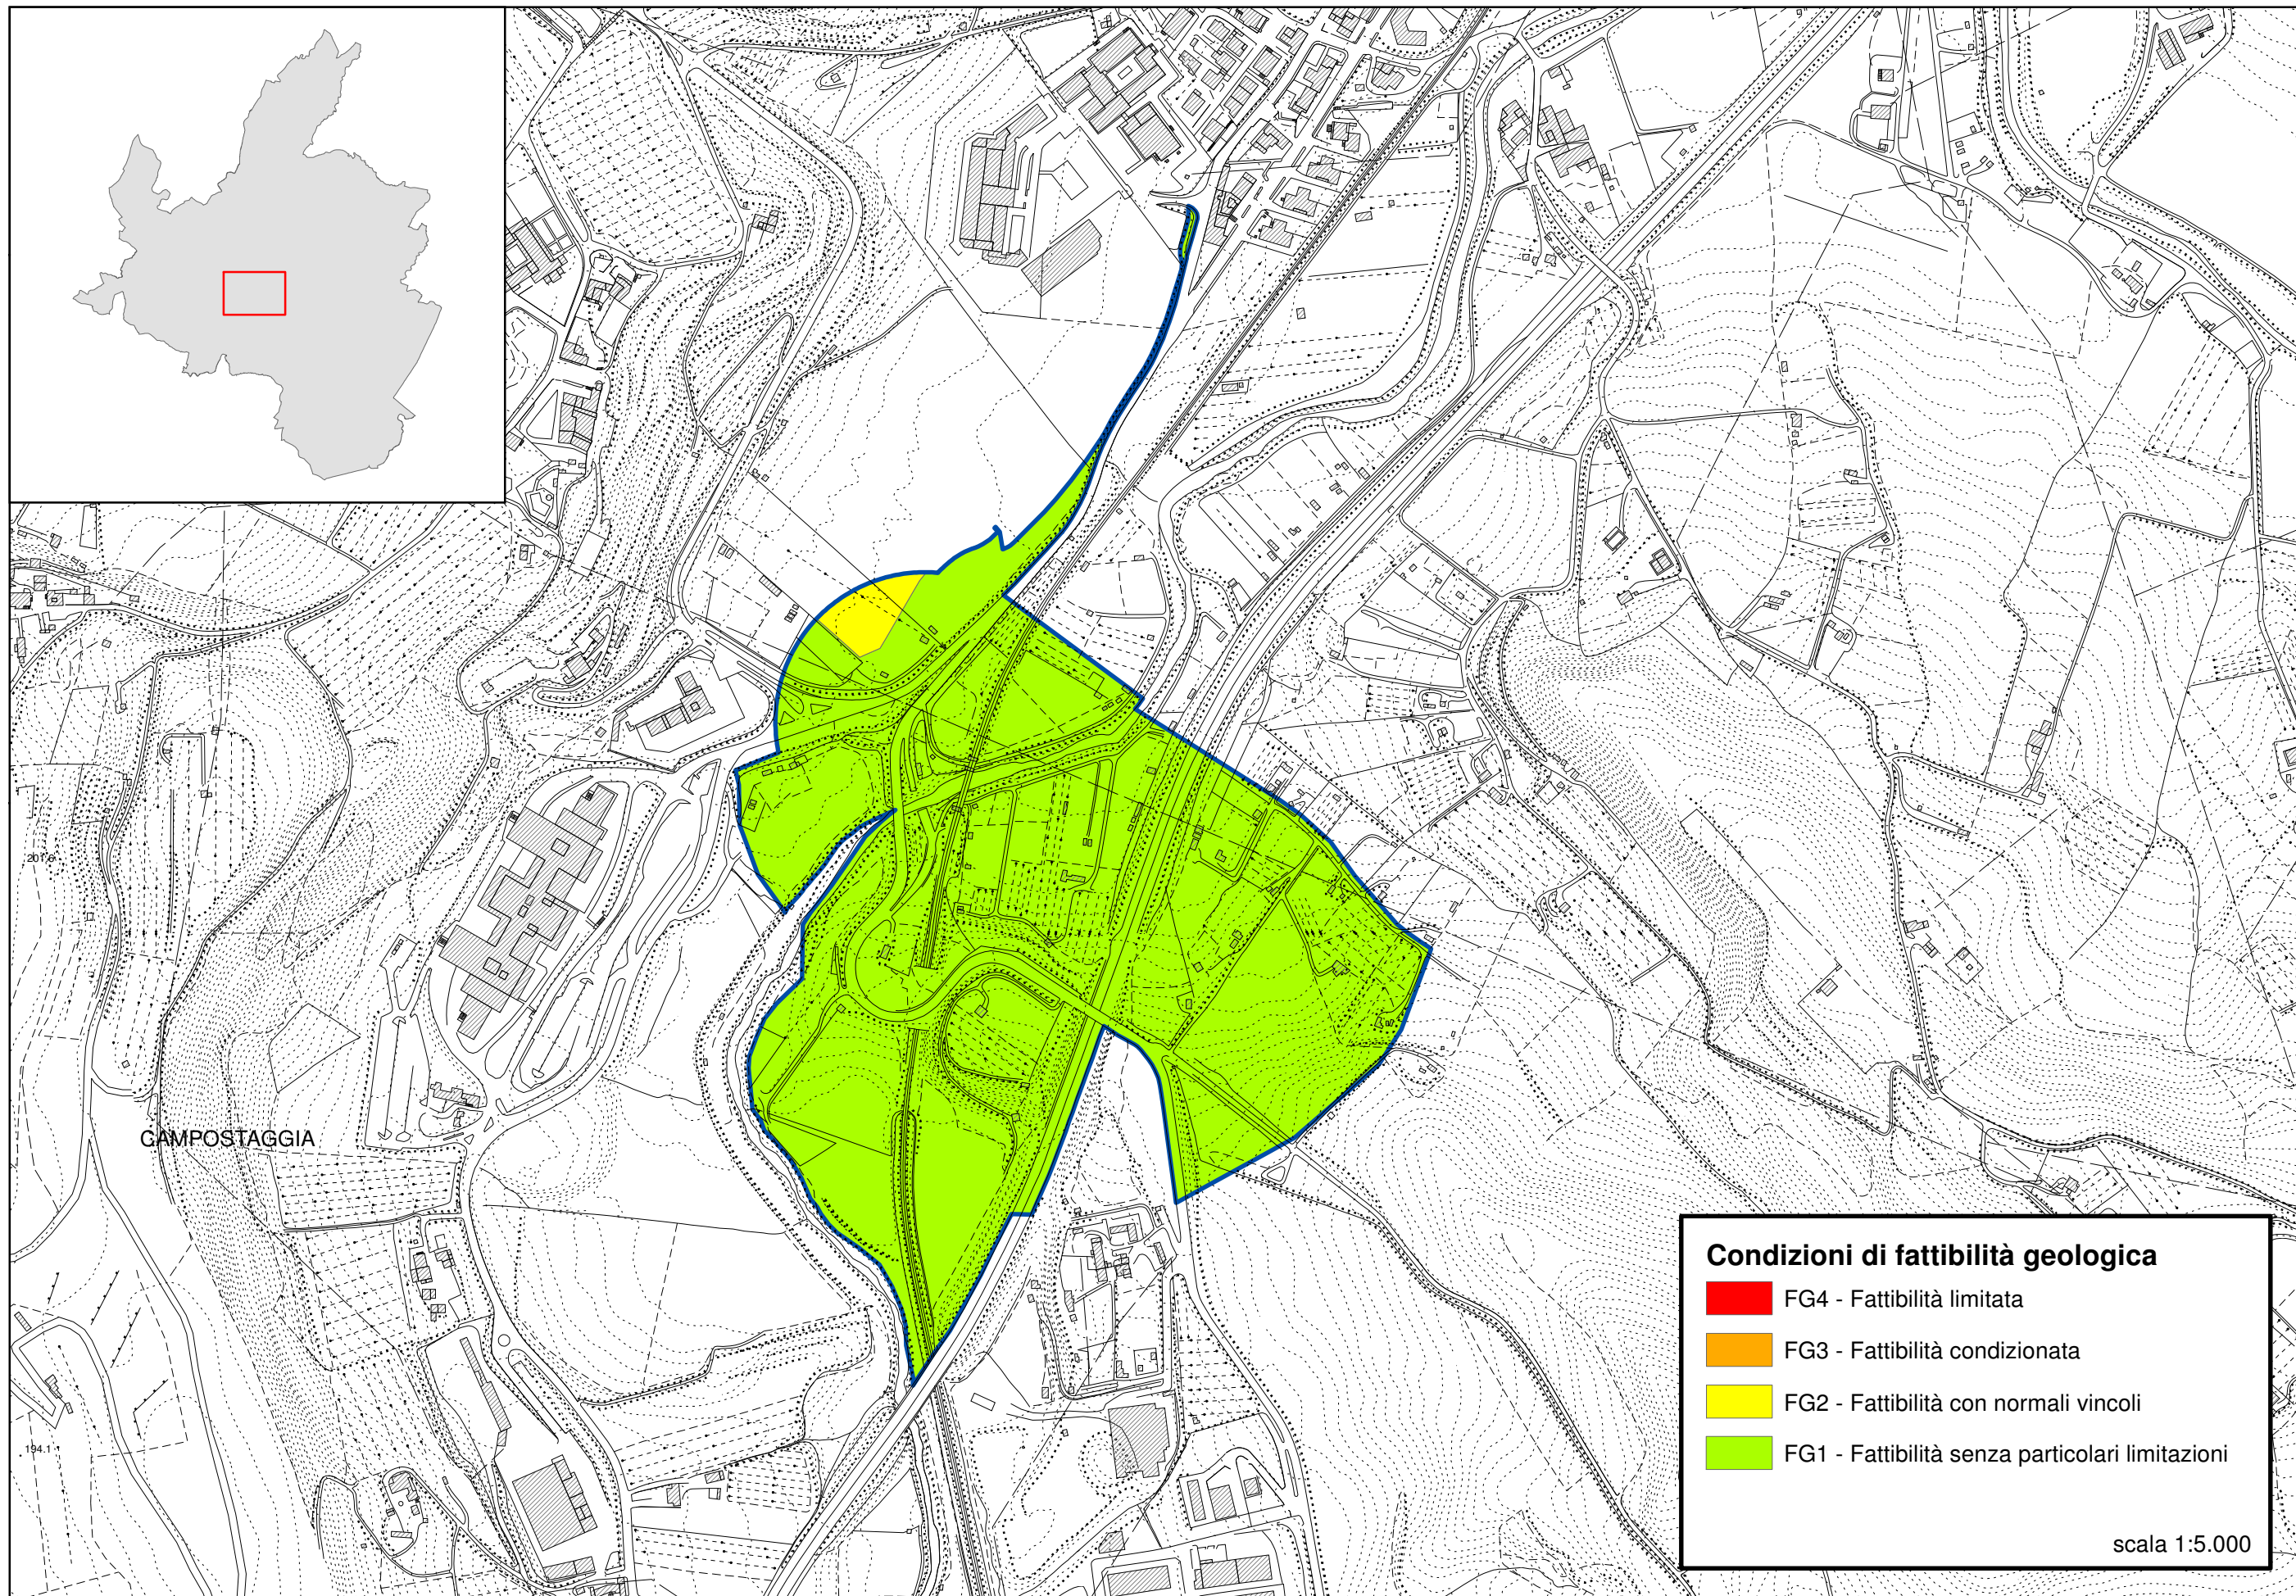 201.6
CAMPOSTAGGIA
194.1
Condizioni di fattibilità geologica
FG4 - Fattibilità limitata
FG3 - Fattibilità condizionata
FG2 - Fattibilità con normali vincoli
FG1 - Fattibilità senza particolari limitazioni
scala 1:5.000